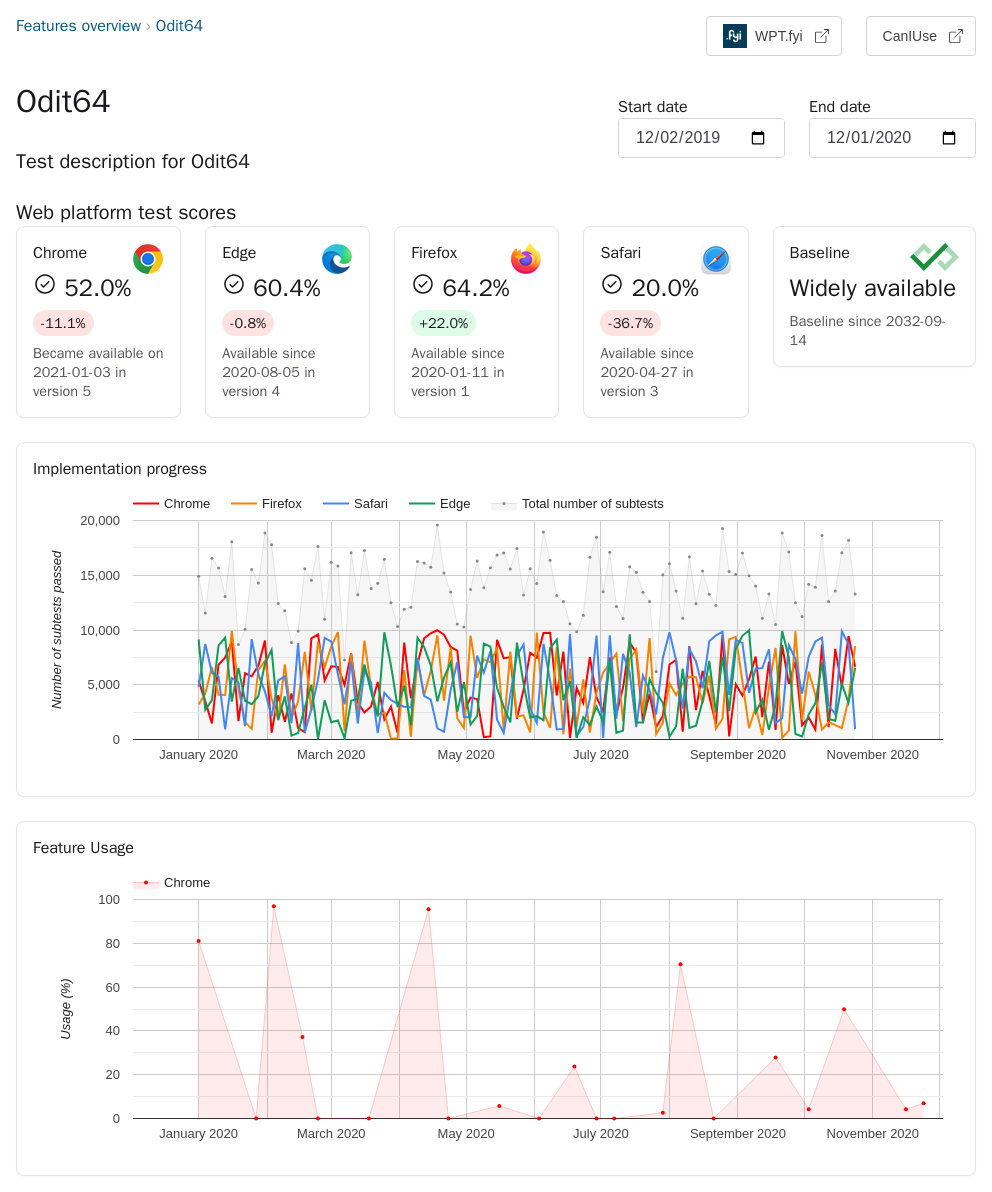 Features overview › Odit64
.fyi WPT.fyi
CanIUse
Odit64
Start date
12/02/2019
End date
12/01/2020
Test description for Odit64
Web platform test scores
Chrome
52.0%
-11.1%
Became available on
2021-01-03 in
version 5
Edge
60.4%
-0.8%
Available since
2020-08-05 in
version 4
Firefox
64.2%
+22.0%
Available since
2020-01-11 in
version 1
Safari
20.0%
-36.7%
Available since
2020-04-27 in
version 3
Baseline
Widely available
Baseline since 2032-09-
14
Implementation progress
Chrome Firefox Safari Edge Total number of subtests
Number of subtests passed
20,000
15,000
10,000
5,000
0
January 2020 March 2020 May 2020 July 2020 September 2020 November 2020
Feature Usage
Chrome
Usage (%)
100
80
60
40
20
0
January 2020 March 2020 May 2020 July 2020 September 2020 November 2020